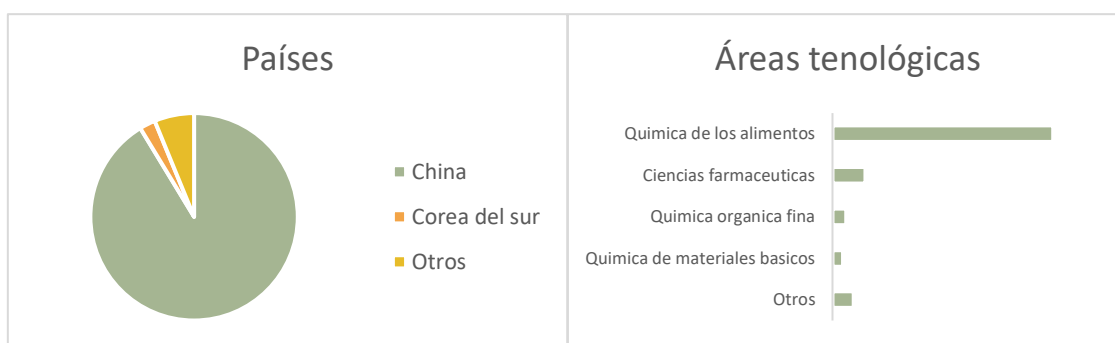 Países
China
Corea del sur
Otros
Áreas tenológicas
Quimica de los alimentos
Ciencias farmaceuticas
Quimica organica fina
Quimica de materiales basicos
Otros